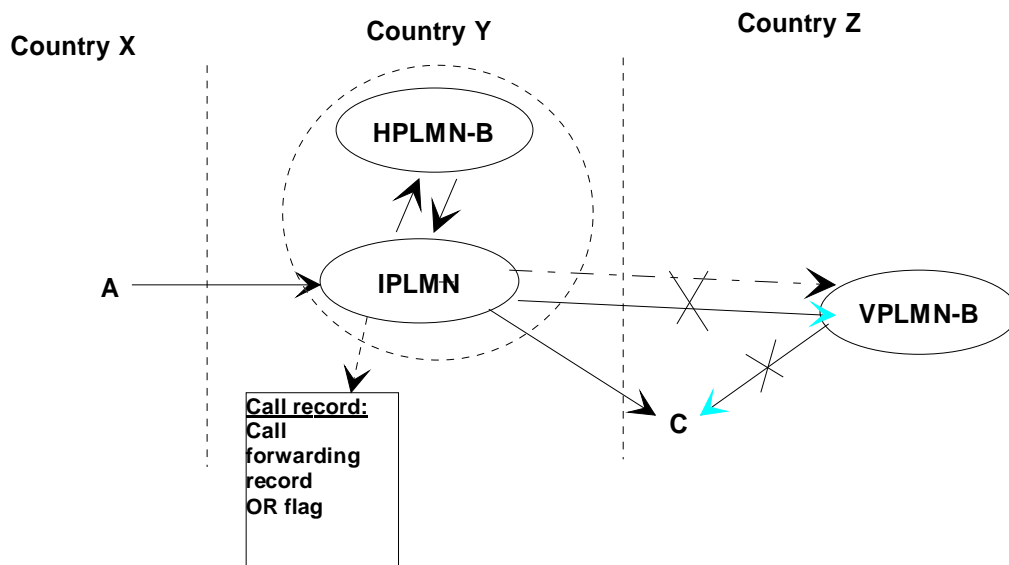 Country X
Country Y
Country Z
HPLMN-B
IPLMN
A
VPLMN-B
C
Call record:
Call
forwarding
record
OR flag